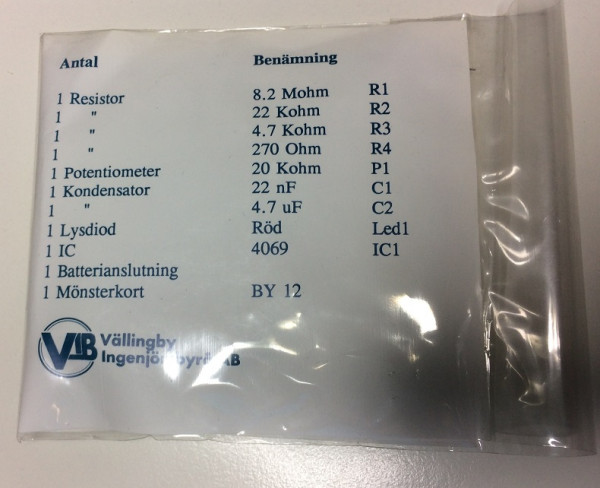 Antal Benämning
1 Resistor 8.2 Mohm R1
1 " 22 Kohm R2
1 " 4.7 Kohm R3
1 " 270 Ohm R4
1 Potentiometer 20 Kohm P1
1 Kondensator 22 nF C1
1 " 4.7 uF C2
1 Lysdiod Röd Led1
1 IC 4069 IC1
1 Batterianslutning
1 Mönsterkort BY 12
VIB Vällingby
Ingenjörsbyrå AB